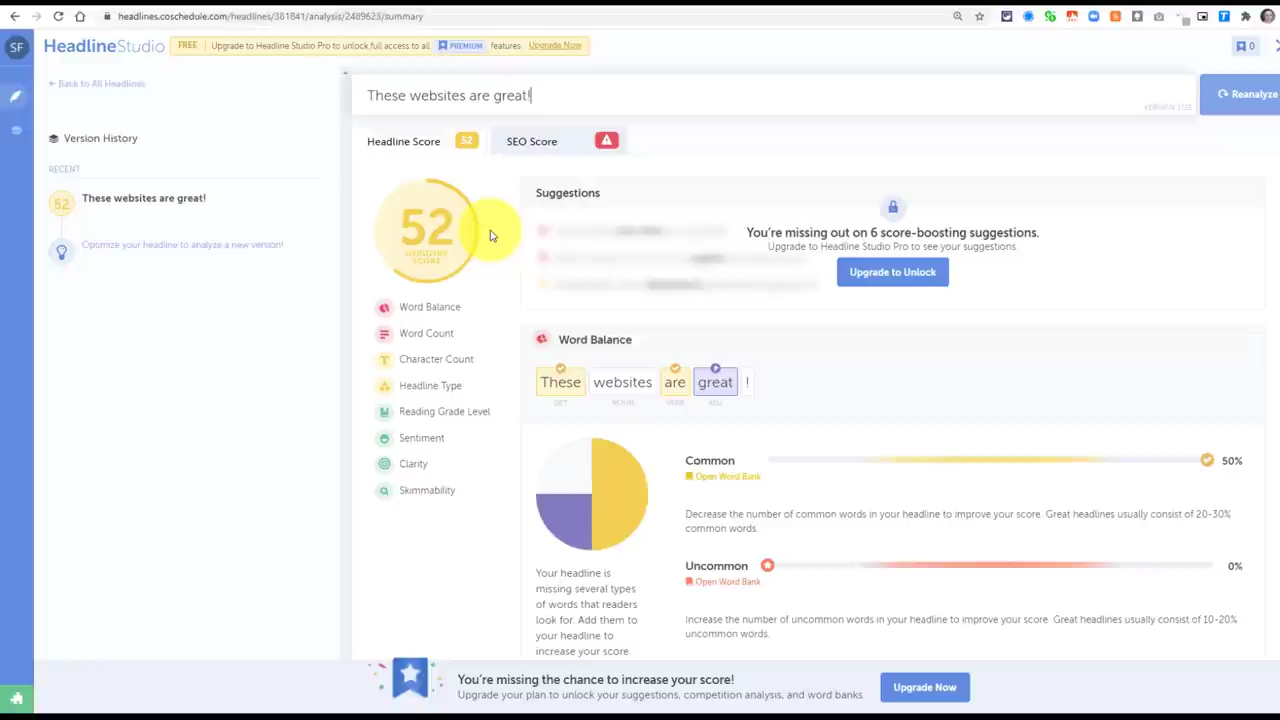 headlines.coschedule.com/headlines/381841/analysis/2489623/summary
SF
HeadlineStudio
FREE Upgrade to Headline Studio Pro to unlock full access to all PREMIUM features Upgrade Now
0
← Back to All Headlines
These websites are great!
Reanalyze
Version History
Headline Score 52 SEO Score
RECENT
52 These websites are great!
Optimize your headline to analyze a new version!
52
HEADLINE
SCORE
Suggestions
You're missing out on 6 score-boosting suggestions.
Upgrade to Headline Studio Pro to see your suggestions.
Upgrade to Unlock
Word Balance
Word Count
Character Count
Headline Type
Reading Grade Level
Sentiment
Clarity
Skimmability
Word Balance
These websites are great !
DET NOUN VERB ADJ
Common 50%
Open Word Bank
Decrease the number of common words in your headline to improve your score. Great headlines usually consist of 20-30%
common words.
Uncommon 0%
Open Word Bank
Increase the number of uncommon words in your headline to improve your score. Great headlines usually consist of 10-20%
uncommon words.
Your headline is
missing several types
of words that readers
look for. Add them to
your headline to
increase your score.
You're missing the chance to increase your score!
Upgrade your plan to unlock your suggestions, competition analysis, and word banks
Upgrade Now